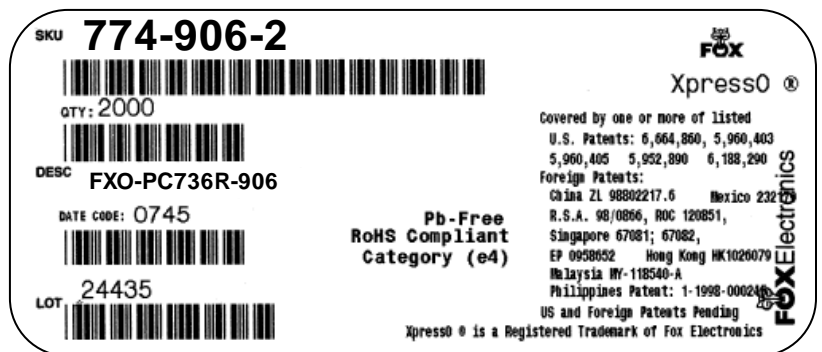 SKU 774-906-2
QTY: 2000
DESC FXO-PC736R-906
DATE CODE: 0745
LOT 24435
Pb-Free
RoHS Compliant
Category (e4)
FOX
XpressO ®
Covered by one or more of listed
U.S. Patents: 6,664,860, 5,960,403
5,960,405 5,952,890 6,188,290
Foreign Patents:
China ZL 98802217.6 Mexico
R.S.A. 98/0866, ROC 120851,
Singapore 67081; 67082,
EP 0958652 Hong Kong HK1026079
Malaysia MY-118540-A
Philippines Patent:
US and Foreign Patents Pending
XpressO ® is a Registered Trademark of Fox Electronics
FOXElectronics